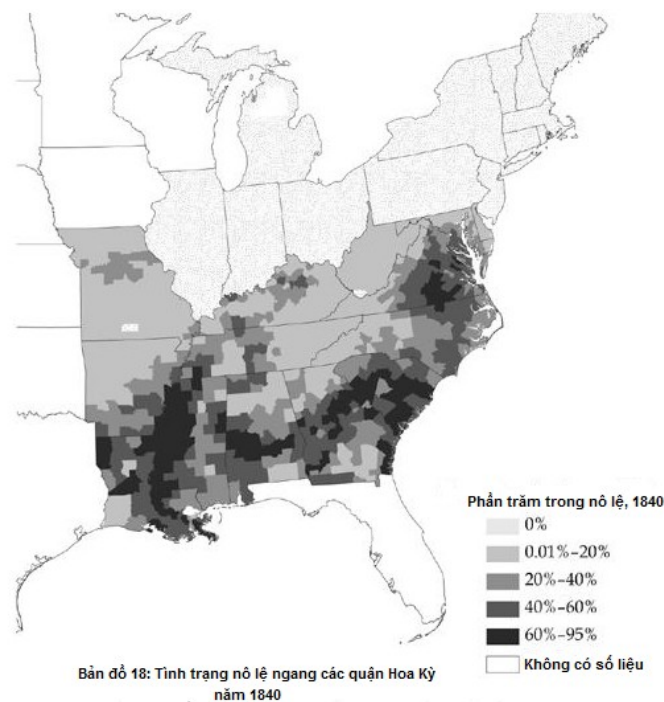 Phần trăm trong nô lệ, 1840
0%
0.01%–20%
20%–40%
40%–60%
60%–95%
Không có số liệu
Bản đồ 18: Tình trạng nô lệ ngang các quận Hoa Kỳ
năm 1840